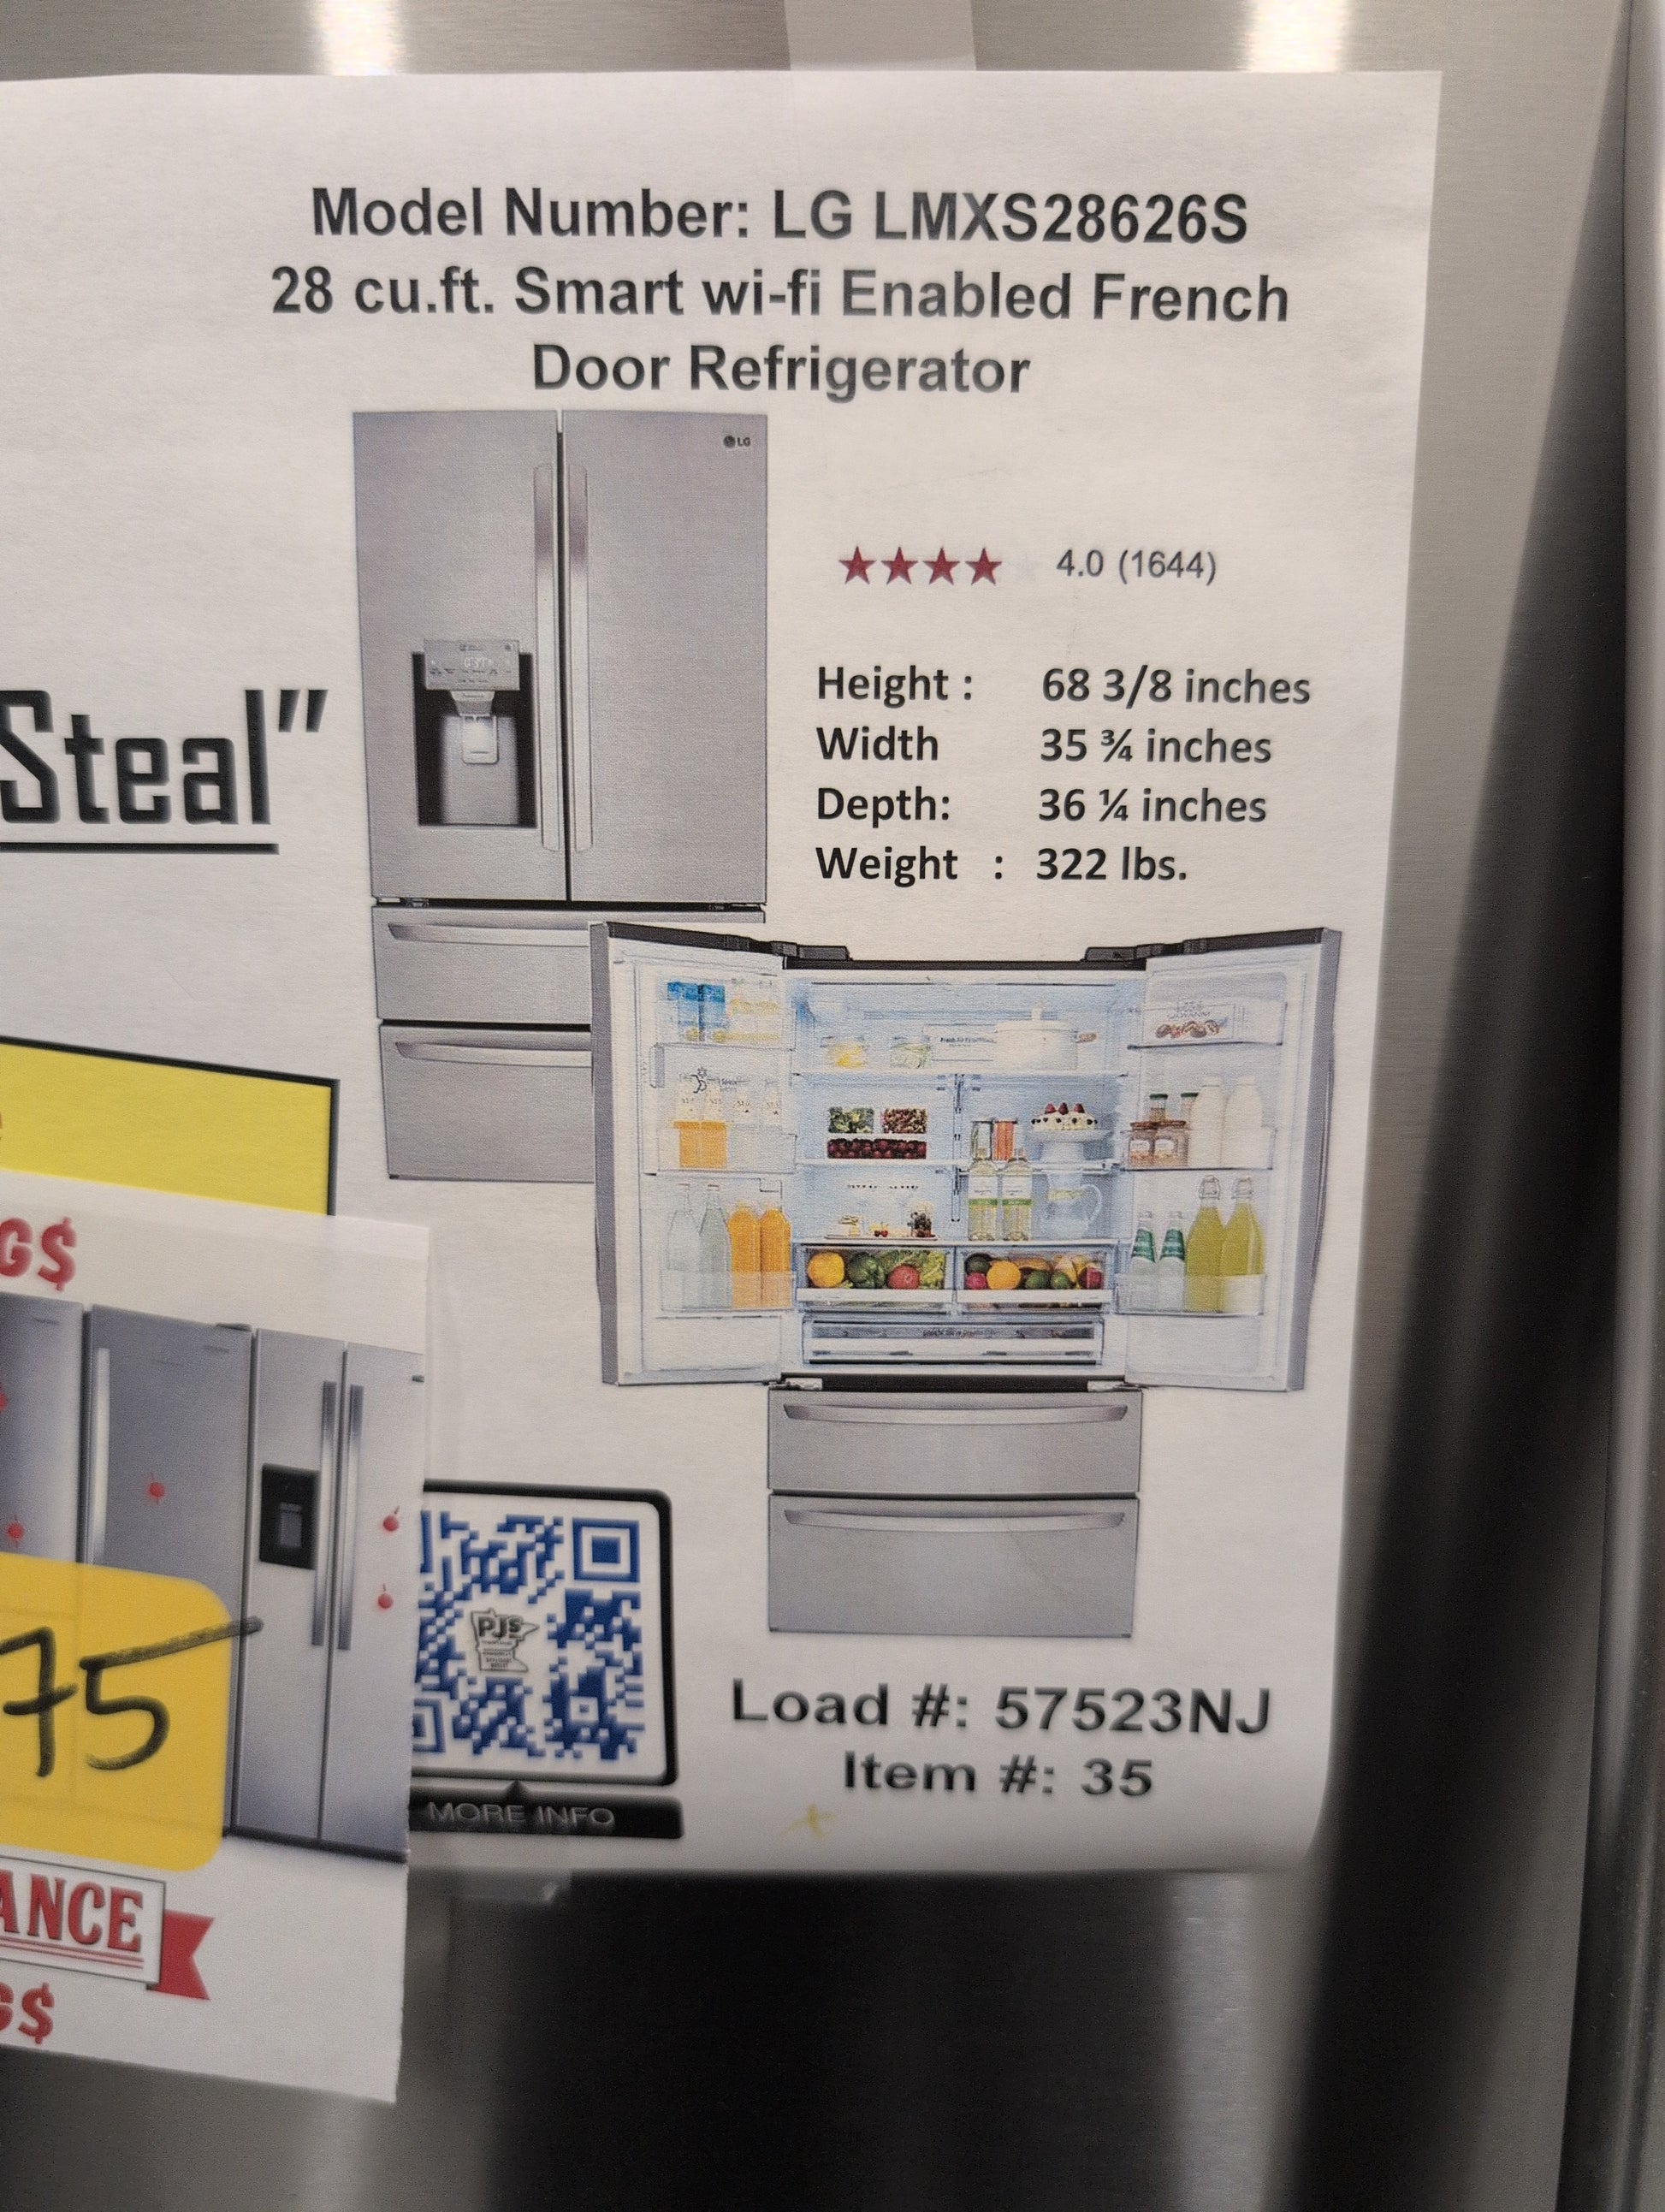 Model Number: LG LMXS28626S
28 cu.ft. Smart wi-fi Enabled French
Door Refrigerator
LG
4.0 (1644)
Height : 68 3/8 inches
Width 35 ¾ inches
Depth: 36 ¼ inches
Weight : 322 lbs.
Steal”
G$
75
PJs
MORE INFO
Load #: 57523NJ
Item #: 35
ANCE
G$